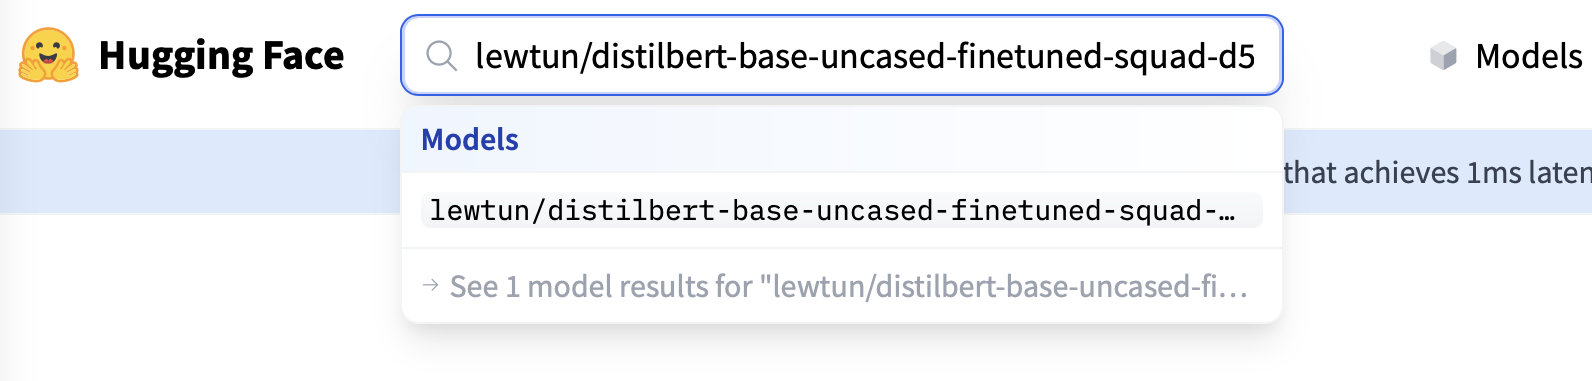 Hugging Face
lewtun/distilbert-base-uncased-finetuned-squad-d5
Models
Models
that achieves 1ms laten
lewtun/distilbert-base-uncased-finetuned-squad-…
→ See 1 model results for "lewtun/distilbert-base-uncased-fi…